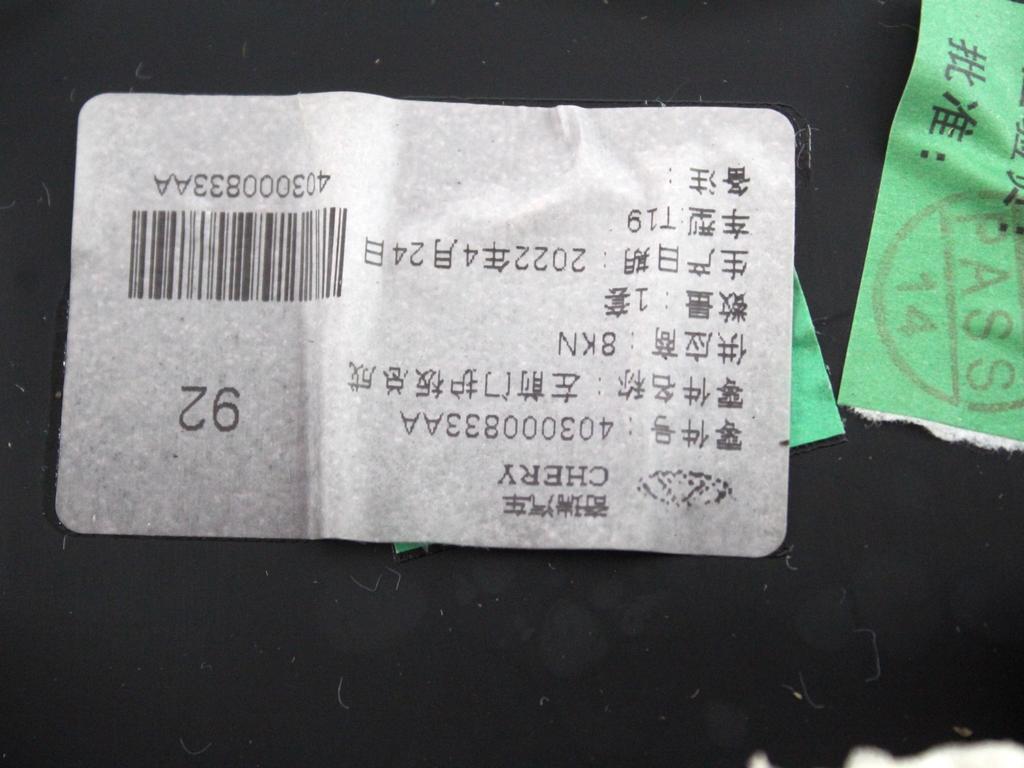 奇瑞汽车
CHERY
零件号：403000833AA
零件名称：左前门护板总成
供应商：8KN
数量：1套
生产日期：2022年4月24日
车型:T19
备注：
92
403000833AA
批准：
PASS
14